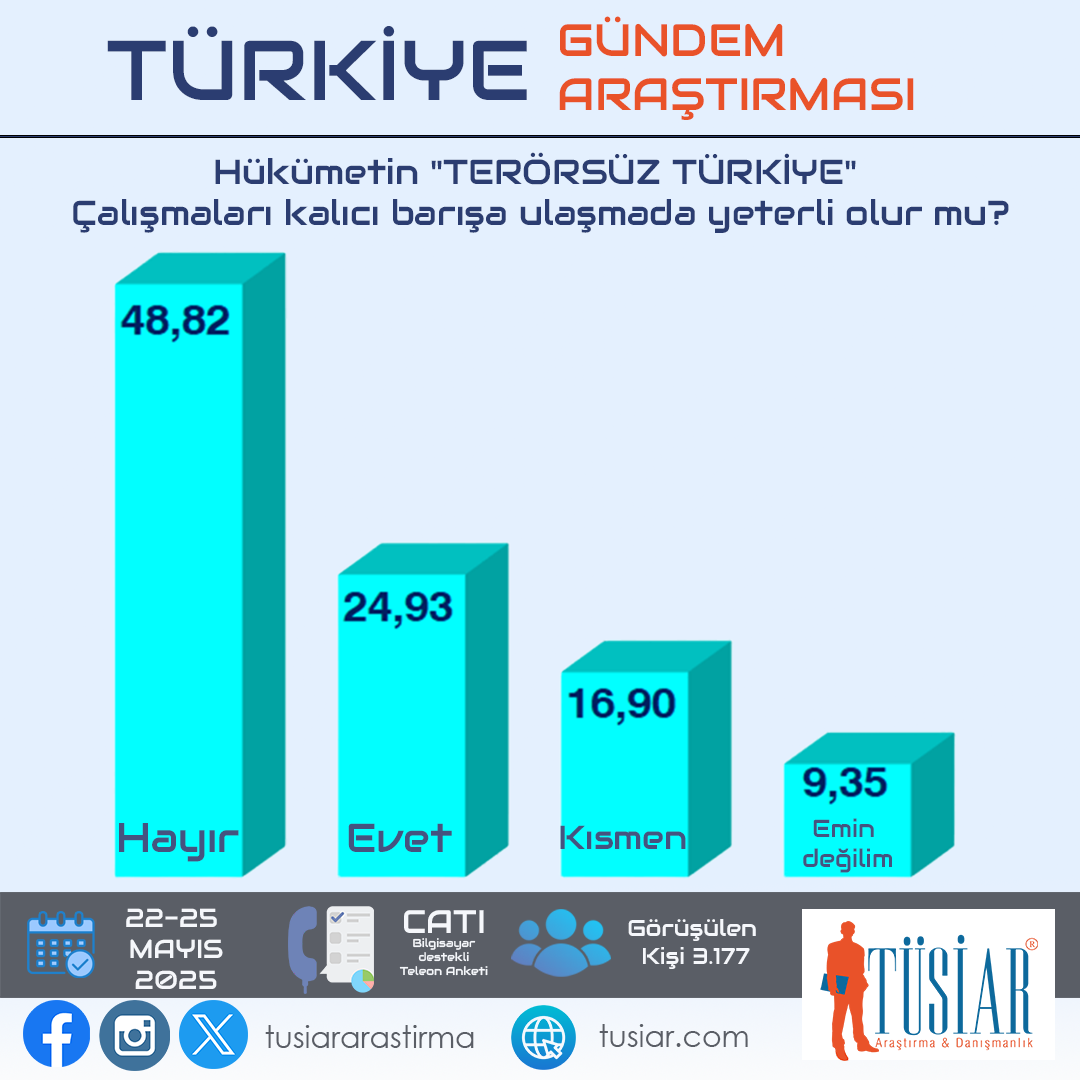 TÜRKİYE
GÜNDEM
ARAŞTIRMASI
Hükümetin "TERÖRSÜZ TÜRKİYE"
Çalışmaları kalıcı barışa ulaşmada yeterli olur mu?
48,82
Hayır
24,93
Evet
16,90
Kısmen
9,35
Emin
değilim
22-25
MAYIS
2025
CATI
Bilgisayar
destekli
Teleon Anketi
Görüşülen
Kişi 3.177
TÜSİAR®
Araştırma & Danışmanlık
tusiararastirma
tusiar.com